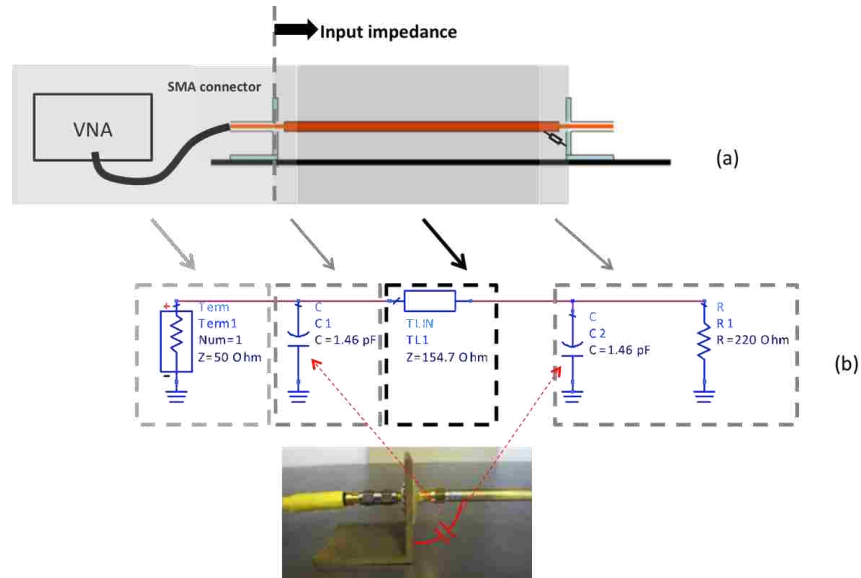 Input impedance
SMA connector
VNA
(a)
+
Term
Term1
Num=1
Z=50 Ohm
-
C
C1
C=1.46 pF
TLIN
TL1
Z=154.7 Ohm
C
C2
C=1.46 pF
R
R1
R=220 Ohm
(b)